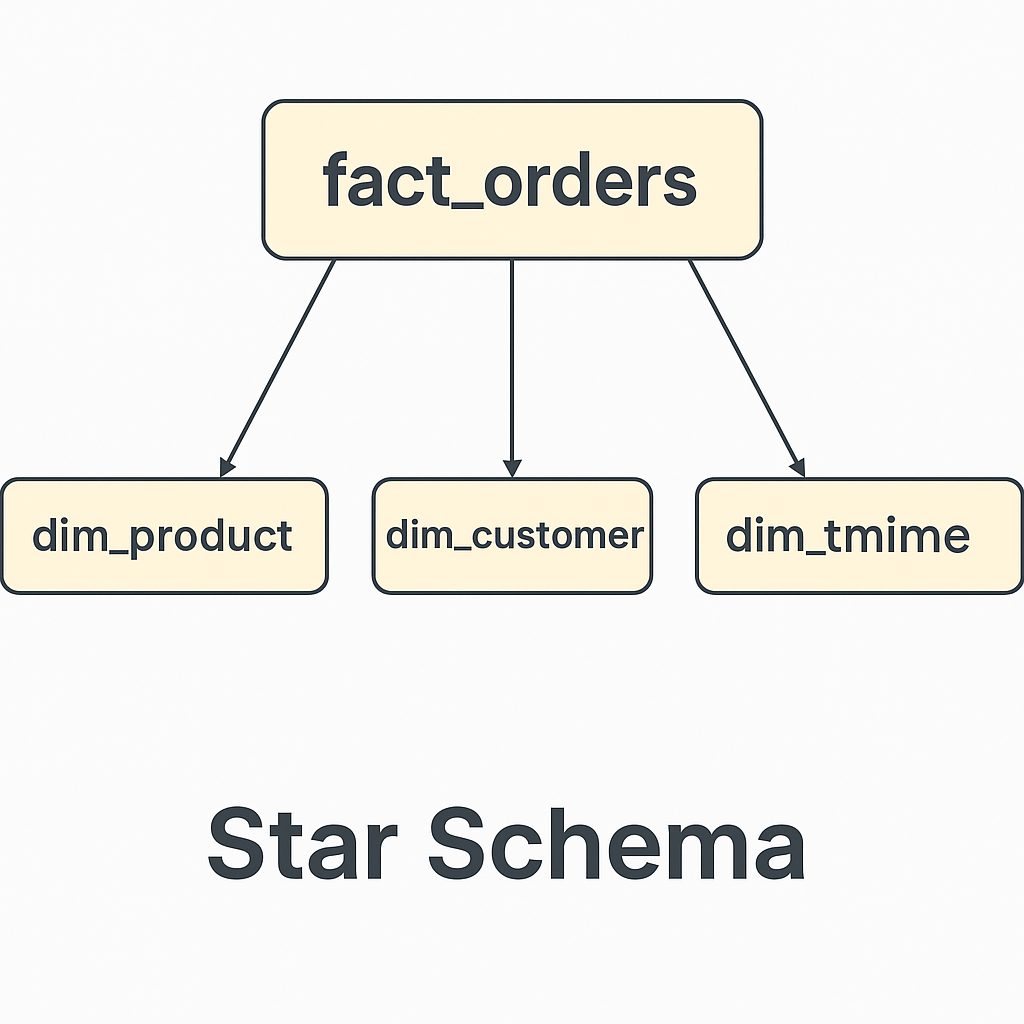 fact_orders
dim_product
dim_customer
dim_tmime
Star Schema